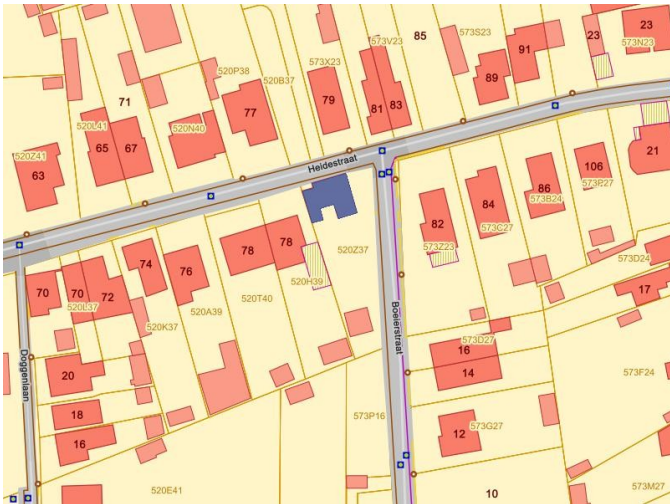 85
573S23
23
23
573N23
573V23
91
520P38
520B37
573X23
89
71
77
79
81
83
520L41
520N40
65
67
21
520Z41
63
Heidestraat
106
573P27
86
573B24
84
573C27
82
573Z23
78
78
520Z37
74
76
520H39
573D24
70
70
72
520L37
17
520T40
520A39
520K37
Boeierstraat
Doggenlaan
573D27
16
14
20
573F24
18
573P16
16
12
573G27
520E41
10
573M27